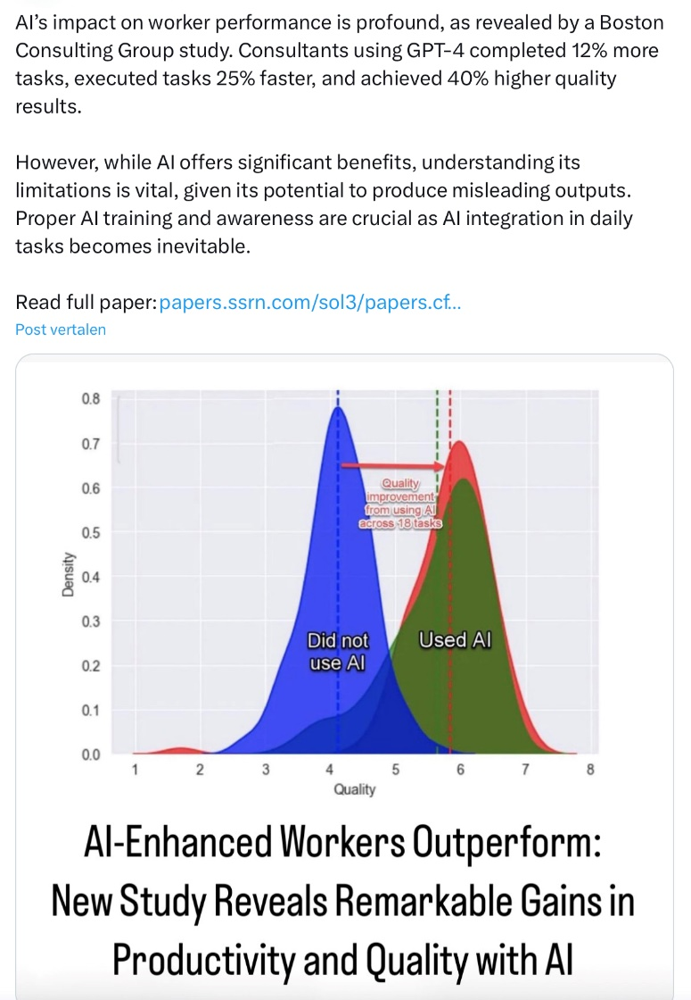 AI’s impact on worker performance is profound, as revealed by a Boston
Consulting Group study. Consultants using GPT-4 completed 12% more
tasks, executed tasks 25% faster, and achieved 40% higher quality
results.
However, while AI offers significant benefits, understanding its
limitations is vital, given its potential to produce misleading outputs.
Proper AI training and awareness are crucial as AI integration in daily
tasks becomes inevitable.
Read full paper: papers.ssrn.com/sol3/papers.cf…
Post vertalen
0.8
0.7
0.6
0.5
0.4
0.3
0.2
0.1
0.0
Density
Quality
improvement
from using AI
across 18 tasks
Did not
use AI
Used AI
1 2 3 4 5 6 7 8
Quality
AI-Enhanced Workers Outperform:
New Study Reveals Remarkable Gains in
Productivity and Quality with AI